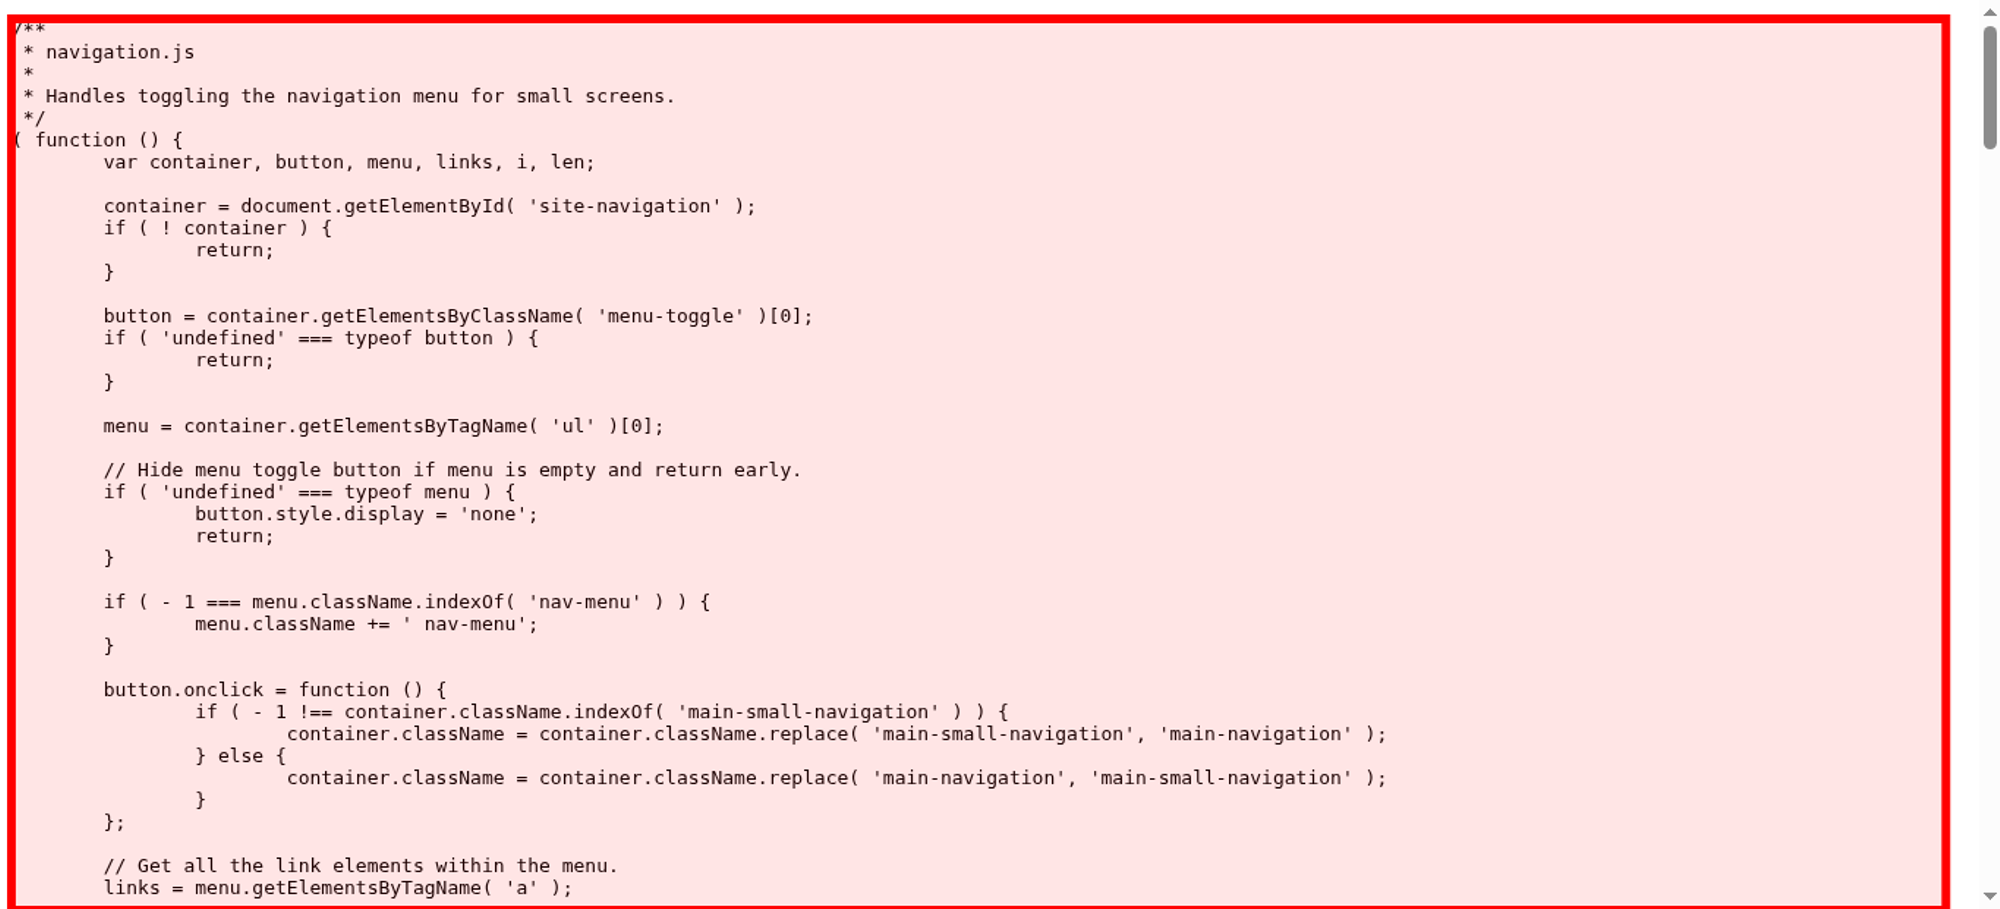 /**
 * navigation.js
 *
 * Handles toggling the navigation menu for small screens.
 */
( function () {
	var container, button, menu, links, i, len;

	container = document.getElementById( 'site-navigation' );
	if ( ! container ) {
		return;
	}

	button = container.getElementsByClassName( 'menu-toggle' )[0];
	if ( 'undefined' === typeof button ) {
		return;
	}

	menu = container.getElementsByTagName( 'ul' )[0];

	// Hide menu toggle button if menu is empty and return early.
	if ( 'undefined' === typeof menu ) {
		button.style.display = 'none';
		return;
	}

	if ( - 1 === menu.className.indexOf( 'nav-menu' ) ) {
		menu.className += ' nav-menu';
	}

	button.onclick = function () {
		if ( - 1 !== container.className.indexOf( 'main-small-navigation' ) ) {
			container.className = container.className.replace( 'main-small-navigation', 'main-navigation' );
		} else {
			container.className = container.className.replace( 'main-navigation', 'main-small-navigation' );
		}
	};

	// Get all the link elements within the menu.
	links = menu.getElementsByTagName( 'a' );